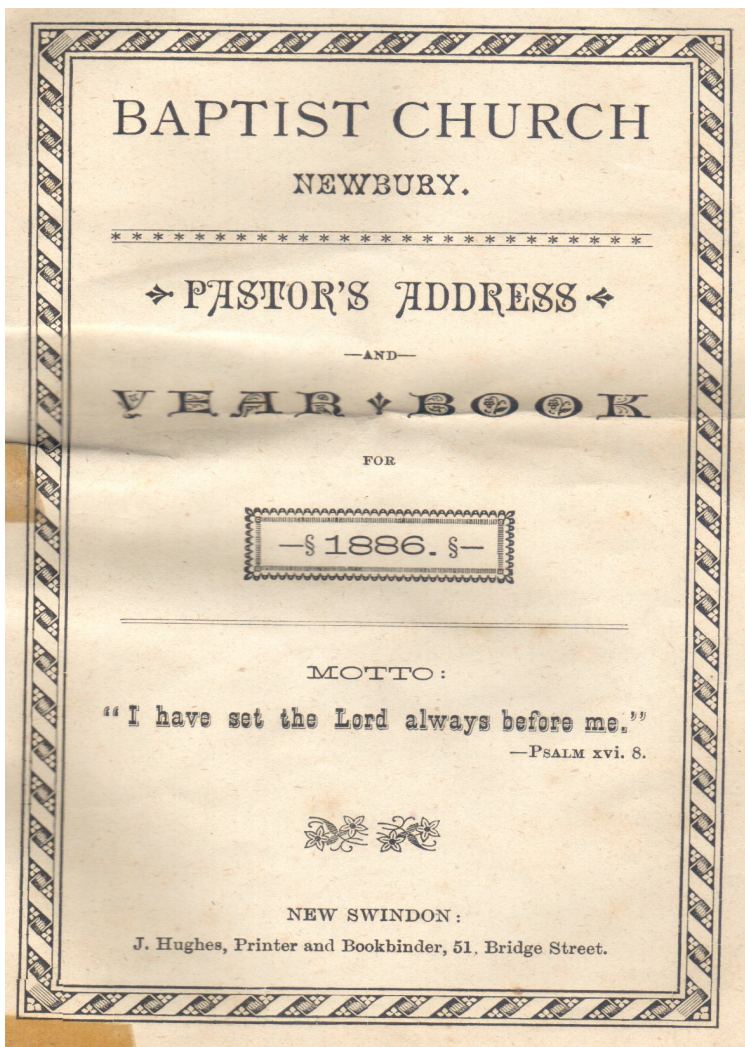 BAPTIST CHURCH
NEWBURY.
* * * * * * * * * * * * * * * * * * * * * * * * * *
PASTOR'S ADDRESS
—AND—
YEAR BOOK
FOR
—§ 1886. §—
MOTTO:
"I have set the Lord always before me."
—PSALM xvi. 8.
NEW SWINDON:
J. Hughes, Printer and Bookbinder, 51, Bridge Street.